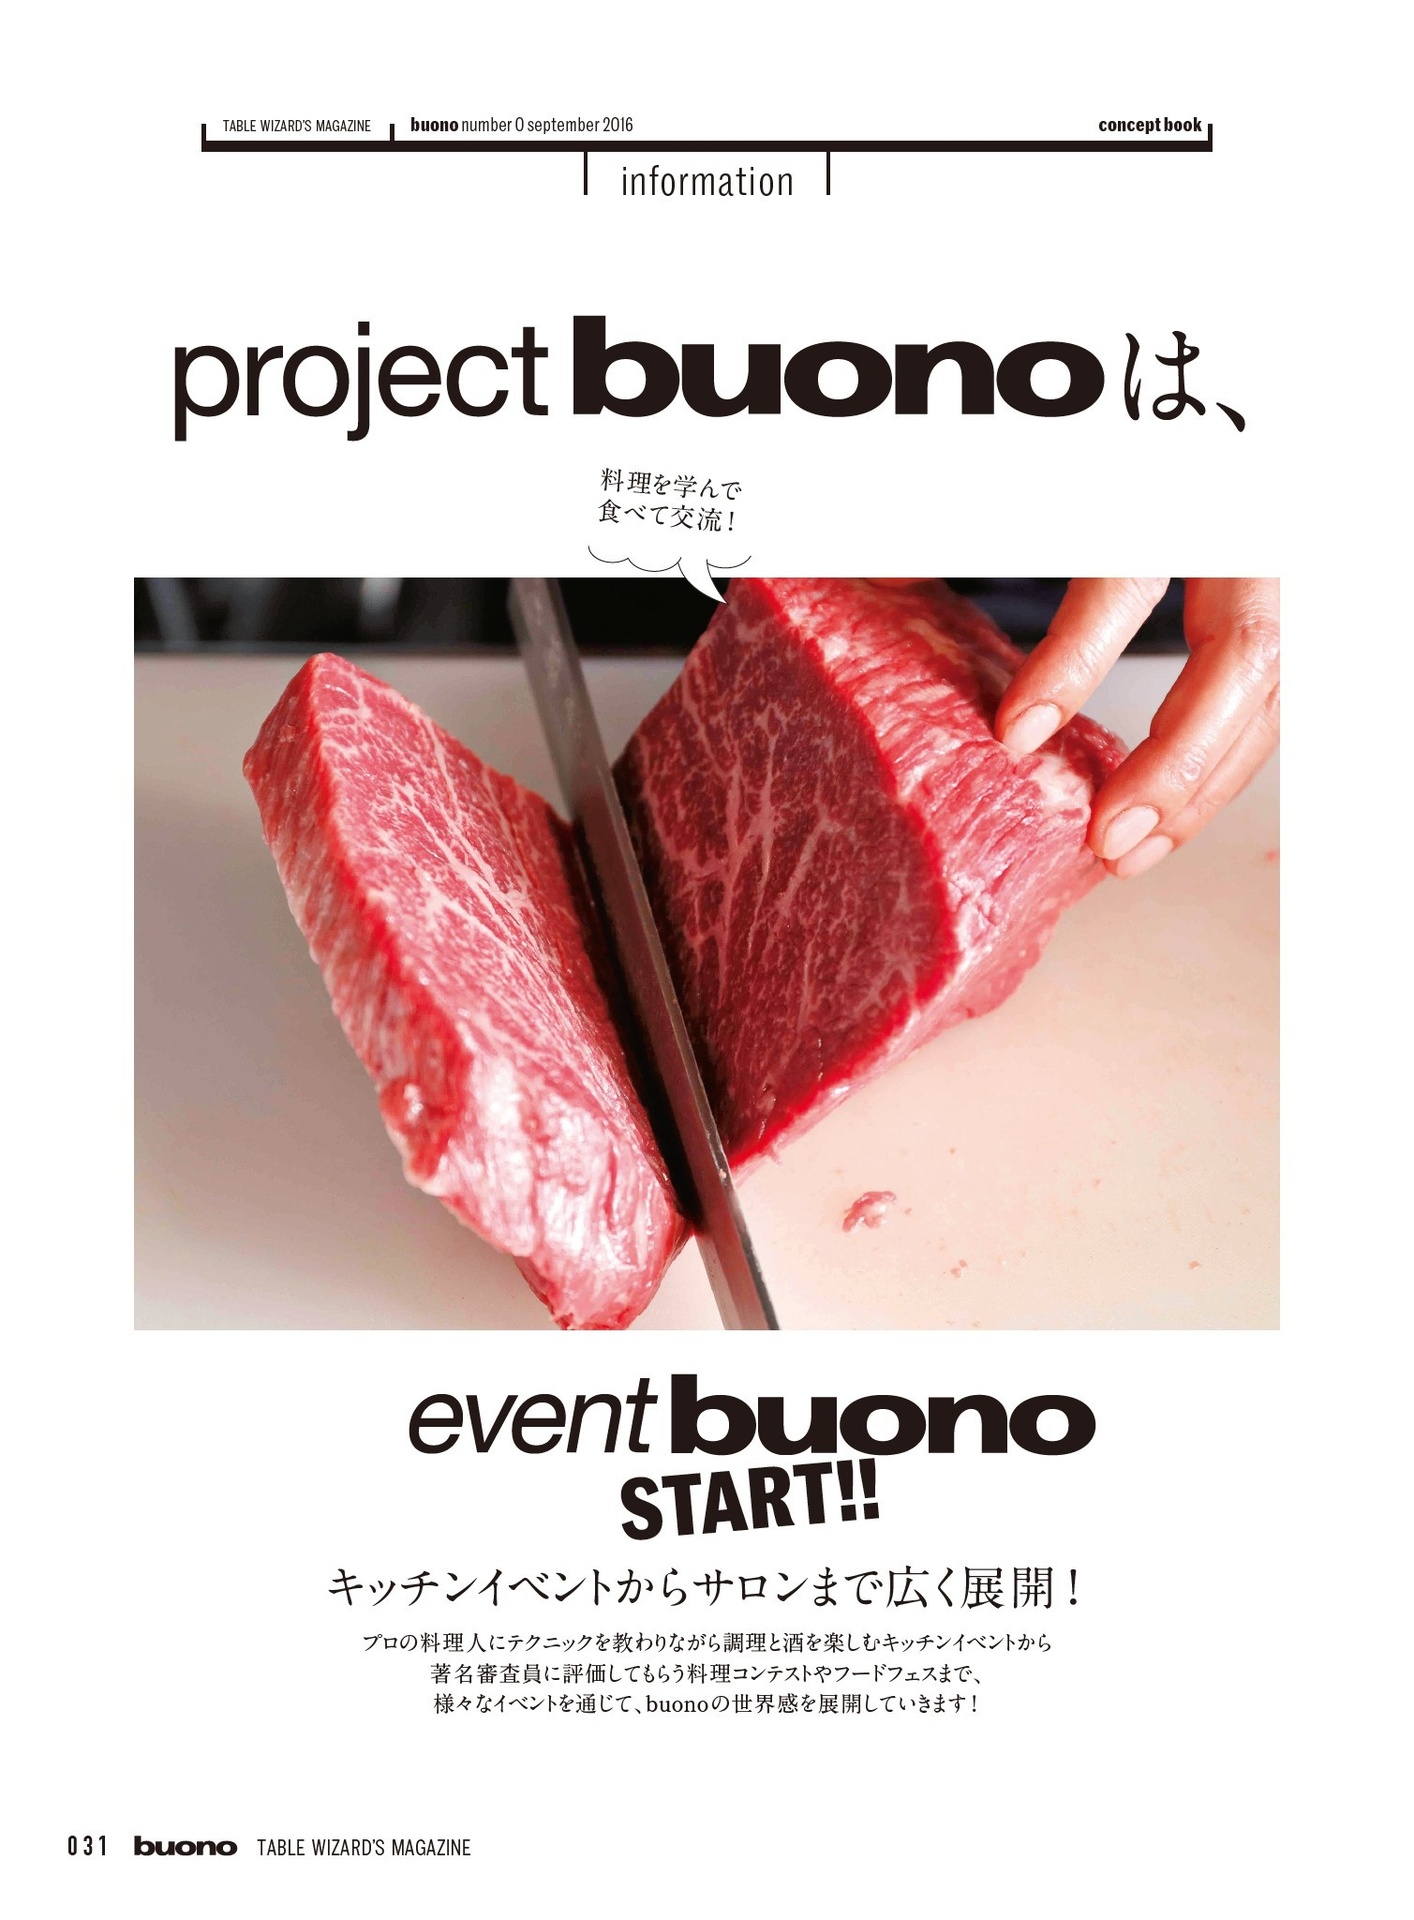 TABLE WIZARD'S MAGAZINE
buono number 0 september 2016
concept book
information
project buonoは、
料理を学んで
食べて交流！
event buono
START!!
キッチンイベントからサロンまで広く展開！
プロの料理人にテクニックを教わりながら調理と酒を楽しむキッチンイベントから
著名審査員に評価してもらう料理コンテストやフードフェスまで、
様々なイベントを通じて、buonoの世界感を展開していきます！
031 buono TABLE WIZARD'S MAGAZINE